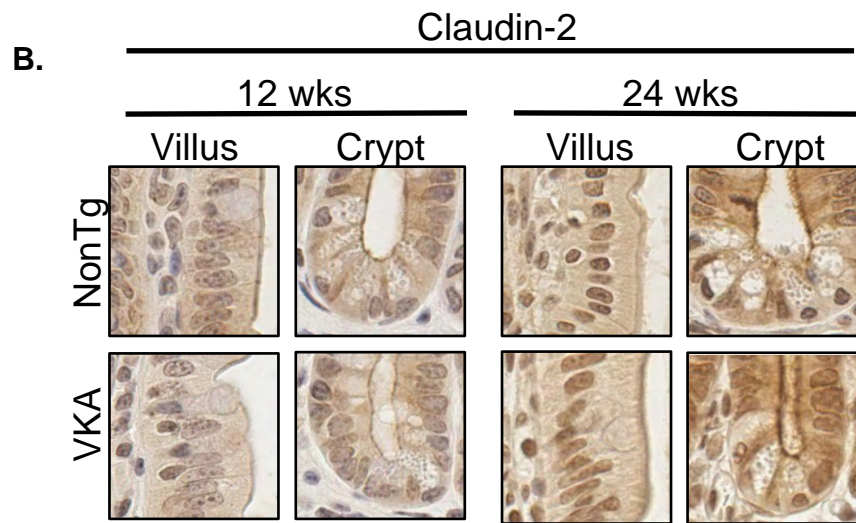 Claudin-2
B.
12 wks 24 wks
Villus Crypt Villus Crypt
NonTg
VKA